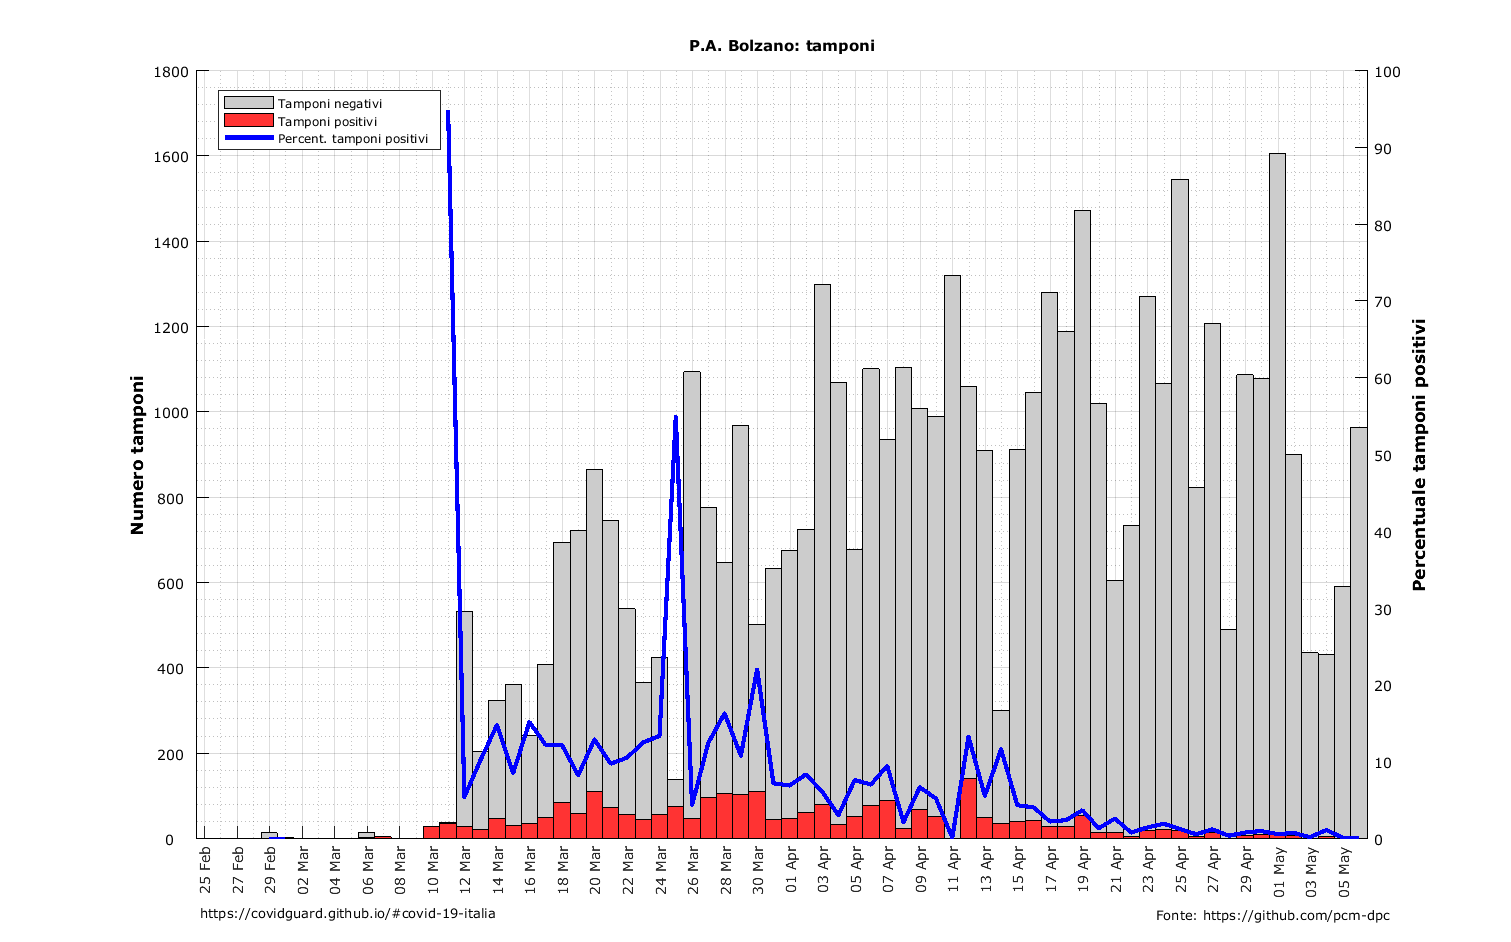 P.A. Bolzano: tamponi
Tamponi negativi
Tamponi positivi
Percent. tamponi positivi
Numero tamponi
1800
1600
1400
1200
1000
800
600
400
200
0
100
90
80
70
60
50
40
30
20
10
0
Percentuale tamponi positivi
25 Feb
27 Feb
29 Feb
02 Mar
04 Mar
06 Mar
08 Mar
10 Mar
12 Mar
14 Mar
16 Mar
18 Mar
20 Mar
22 Mar
24 Mar
26 Mar
28 Mar
30 Mar
01 Apr
03 Apr
05 Apr
07 Apr
09 Apr
11 Apr
13 Apr
15 Apr
17 Apr
19 Apr
21 Apr
23 Apr
25 Apr
27 Apr
29 Apr
01 May
03 May
05 May
https://covidguard.github.io/#covid-19-italia
Fonte: https://github.com/pcm-dpc